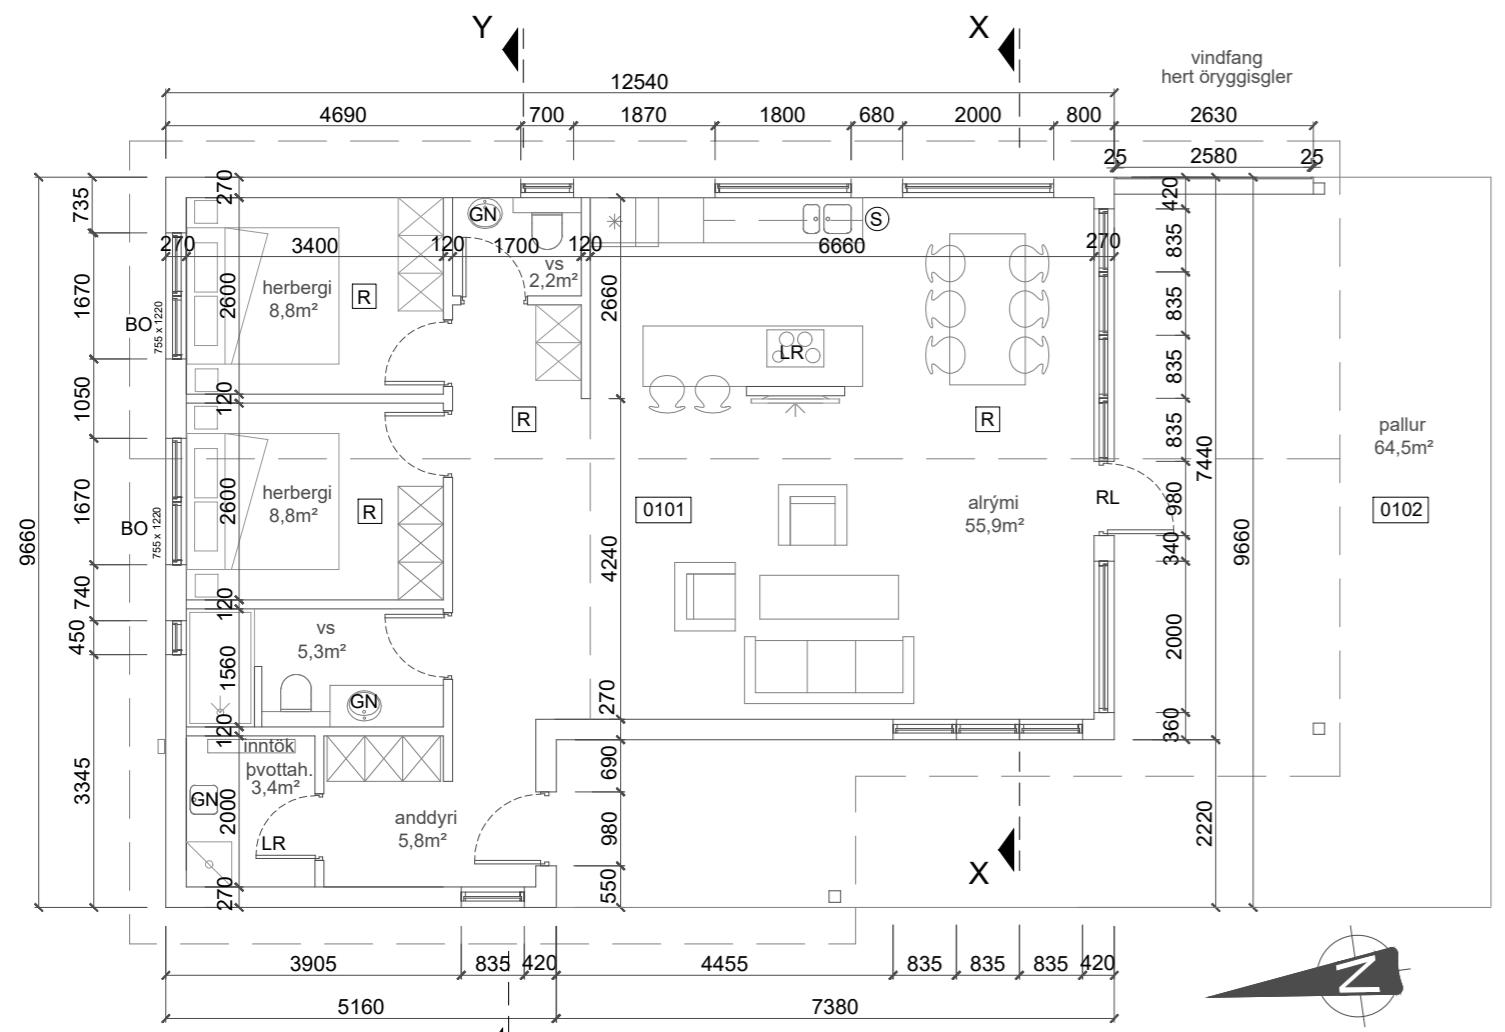 Y
X
vindfang
hert öryggisgler
12540
4690
700
1870
1800
680
2000
800
2630
25
2580
25
735
270
GN
S
420
270
3400
120
1700
120
6660
270
835
vs
2,2m²
1670
herbergi
8,8m²
2600
R
2660
835
BO
755 x 1220
LR
835
1050
120
R
R
835
7440
pallur
64,5m²
1670
herbergi
8,8m²
2600
R
0101
alrými
55,9m²
RL
980
0102
BO
755 x 1220
9660
4240
340
9660
740
120
450
vs
5,3m²
1560
2000
GN
270
360
120
inntök
þvottah.
3,4m²
690
3345
GN
2000
anddyri
5,8m²
980
2220
LR
X
270
550
3905
835
420
4455
835
835
835
420
N
5160
7380